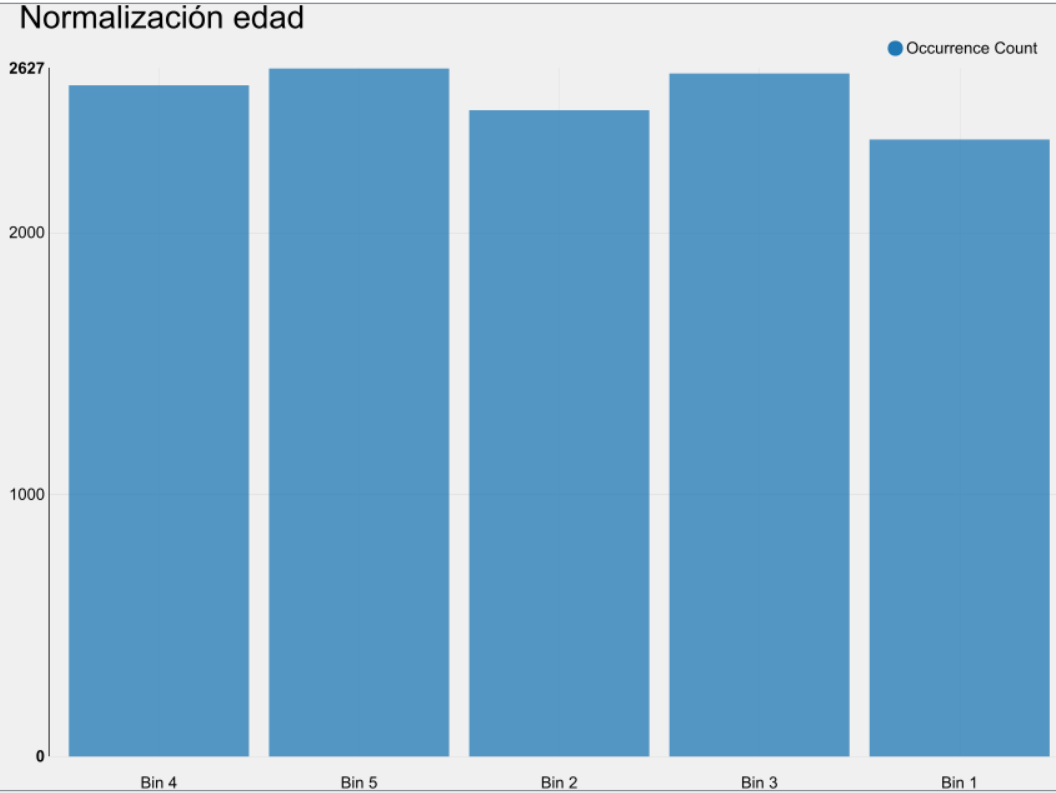 Normalización edad
Occurrence Count
2627
2000
1000
0
Bin 4 Bin 5 Bin 2 Bin 3 Bin 1